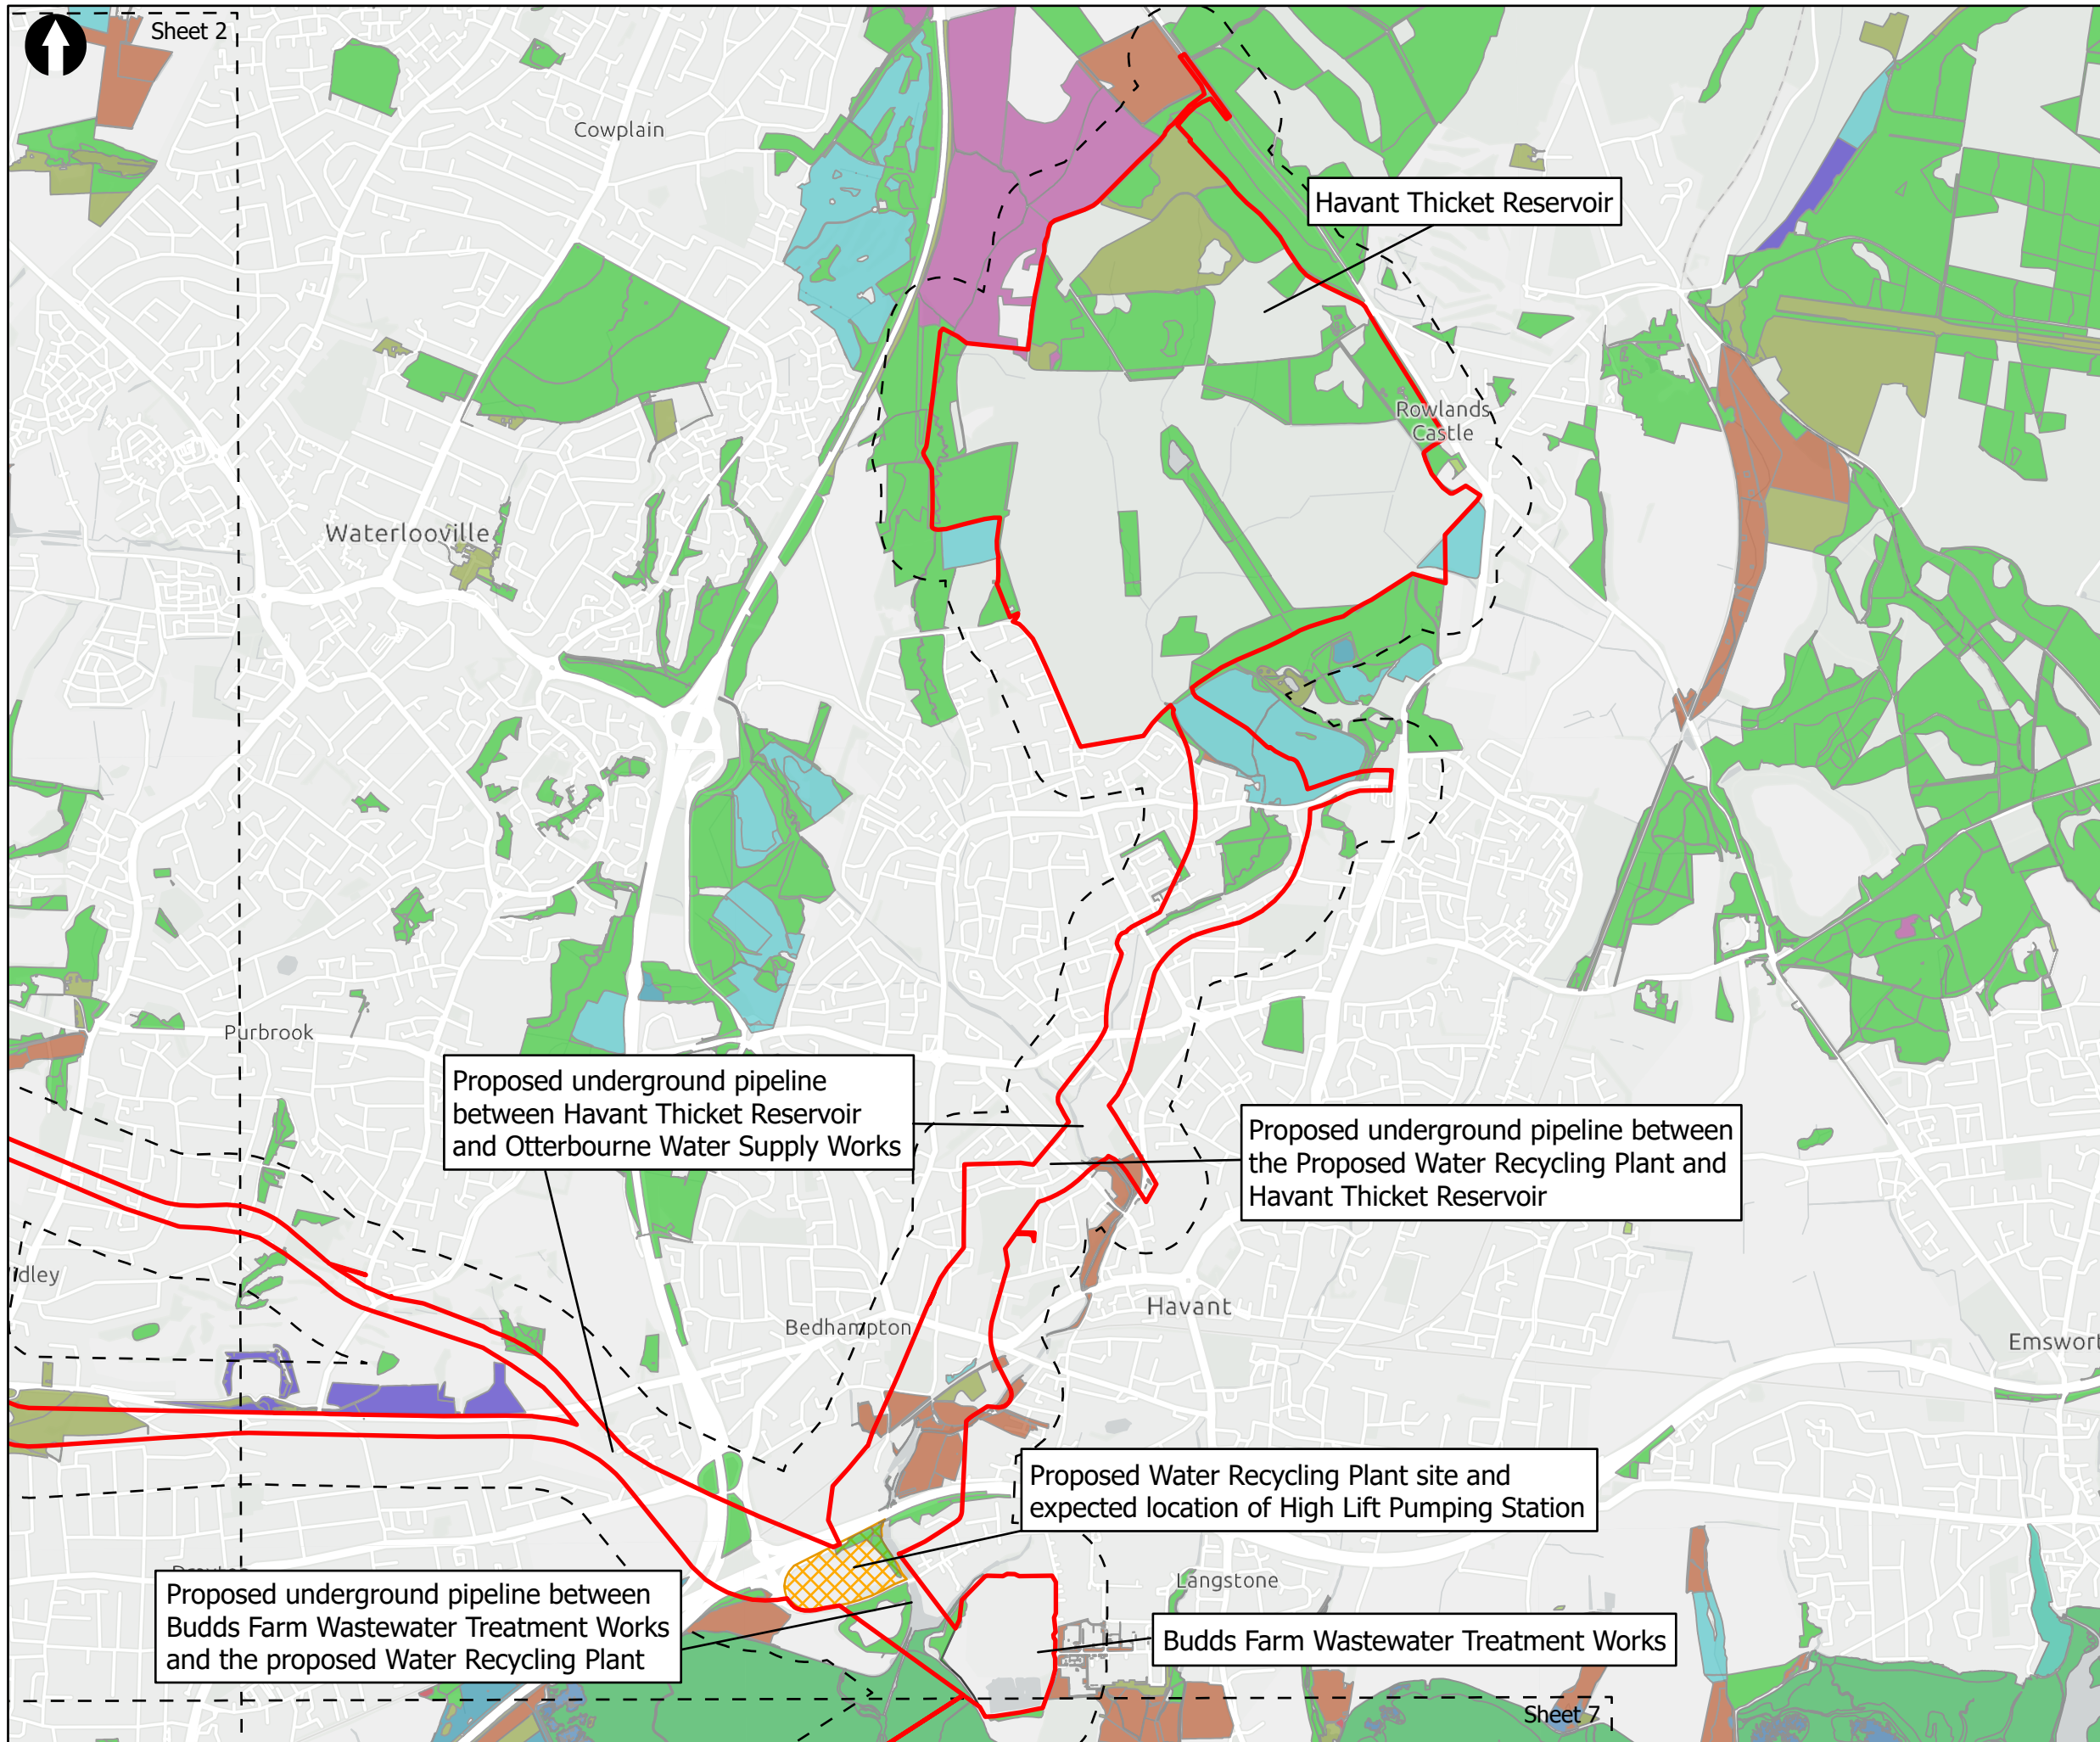 Sheet 2
Cowplain
Havant Thicket Reservoir
Rowlands
Castle
Waterlooville
Purbrook
Proposed underground pipeline
between Havant Thicket Reservoir
and Otterbourne Water Supply Works
Proposed underground pipeline between
the Proposed Water Recycling Plant and
Havant Thicket Reservoir
dley
Havant
Bedhampton
Emswort
Proposed Water Recycling Plant site and
expected location of High Lift Pumping Station
Langstone
Proposed underground pipeline between
Budds Farm Wastewater Treatment Works
and the proposed Water Recycling Plant
Budds Farm Wastewater Treatment Works
Sheet 7